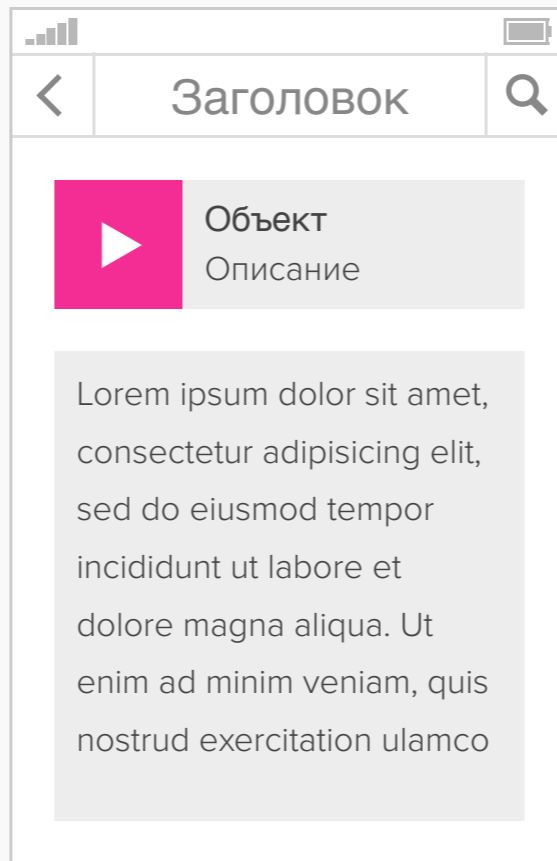 Заголовок
Объект
Описание
Lorem ipsum dolor sit amet,
consectetur adipisicing elit,
sed do eiusmod tempor
incididunt ut labore et
dolore magna aliqua. Ut
enim ad minim veniam, quis
nostrud exercitation ulamco